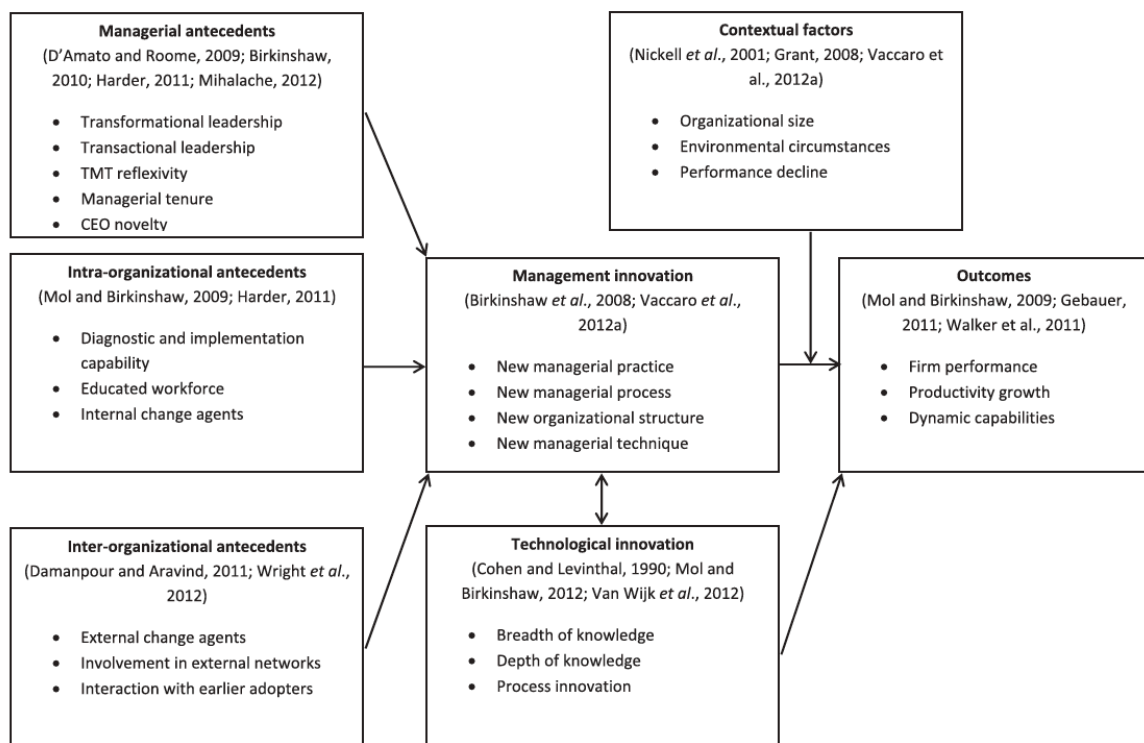 Managerial antecedents
(D’Amato and Roome, 2009; Birkinshaw,
2010; Harder, 2011; Mihalache, 2012)
• Transformational leadership
• Transactional leadership
• TMT reflexivity
• Managerial tenure
• CEO novelty
Contextual factors
(Nickell et al., 2001; Grant, 2008; Vaccaro et
al., 2012a)
• Organizational size
• Environmental circumstances
• Performance decline
Intra-organizational antecedents
(Mol and Birkinshaw, 2009; Harder, 2011)
• Diagnostic and implementation
capability
• Educated workforce
• Internal change agents
Management innovation
(Birkinshaw et al., 2008; Vaccaro et al.,
2012a)
• New managerial practice
• New managerial process
• New organizational structure
• New managerial technique
Outcomes
(Mol and Birkinshaw, 2009; Gebauer,
2011; Walker et al., 2011)
• Firm performance
• Productivity growth
• Dynamic capabilities
Inter-organizational antecedents
(Damanpour and Aravind, 2011; Wright et al.,
2012)
• External change agents
• Involvement in external networks
• Interaction with earlier adopters
Technological innovation
(Cohen and Levinthal, 1990; Mol and
Birkinshaw, 2012; Van Wijk et al., 2012)
• Breadth of knowledge
• Depth of knowledge
• Process innovation